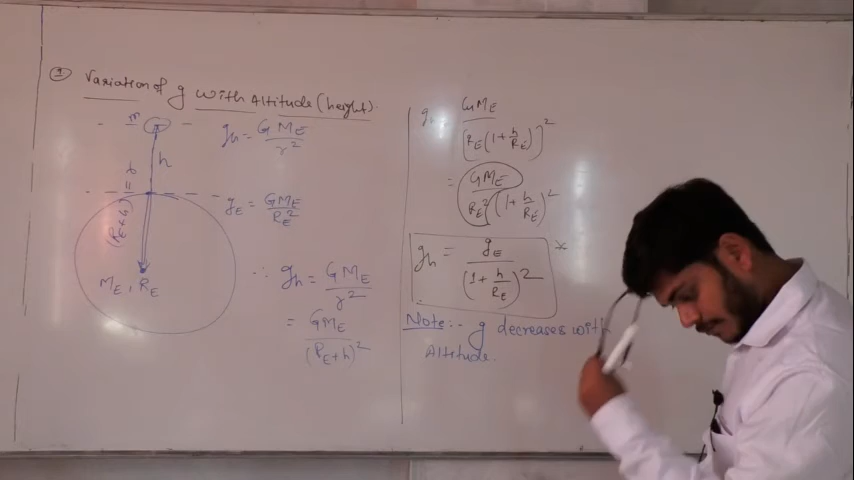 ① Variation of g with Altitude (height).
m
h
(RE+h) = r
ME, RE
gh = GME / r²
gE = GME / RE²
∴ gh = GME / r²
= GME / (RE+h)²
g GME / [RE(1+h/RE)]²
= GME / RE² (1+h/RE)²
gh = gE / (1+h/RE)² *
Note:- g decreases with
Altitude.